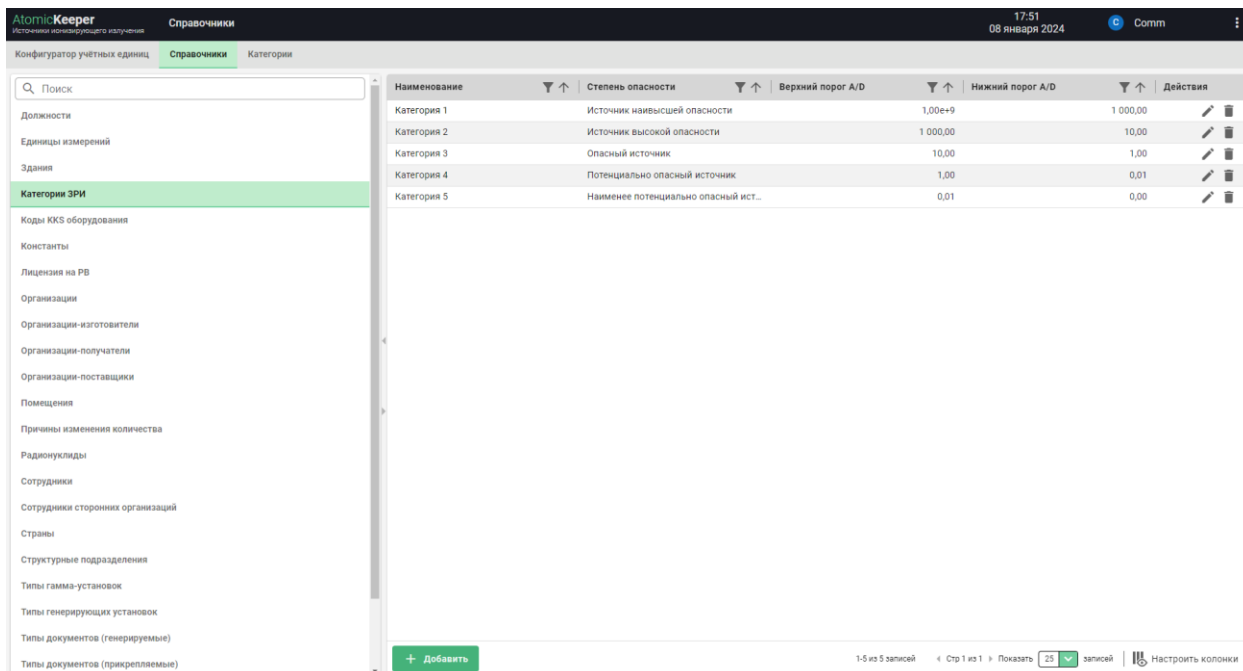 AtomicKeeper
Источники ионизирующего излучения
Справочники
17:51
08 января 2024
C Comm
Конфигуратор учётных единиц Справочники Категории
Поиск
Должности
Единицы измерений
Здания
Категории ЗРИ
Коды KKS оборудования
Константы
Лицензия на РВ
Организации
Организации-изготовители
Организации-получатели
Организации-поставщики
Помещения
Причины изменения количества
Радионуклиды
Сотрудники
Сотрудники сторонних организаций
Страны
Структурные подразделения
Типы гамма-установок
Типы генерирующих установок
Типы документов (генерируемые)
Типы документов (прикрепляемые)
Наименование Степень опасности Верхний порог A/D Нижний порог A/D Действия
Категория 1 Источник наивысшей опасности 1,00e+9 1 000,00
Категория 2 Источник высокой опасности 1 000,00 10,00
Категория 3 Опасный источник 10,00 1,00
Категория 4 Потенциально опасный источник 1,00 0,01
Категория 5 Наименее потенциально опасный ист... 0,01 0,00
+ Добавить
1-5 из 5 записей Стр 1 из 1 Показать 25 записей Настроить колонки